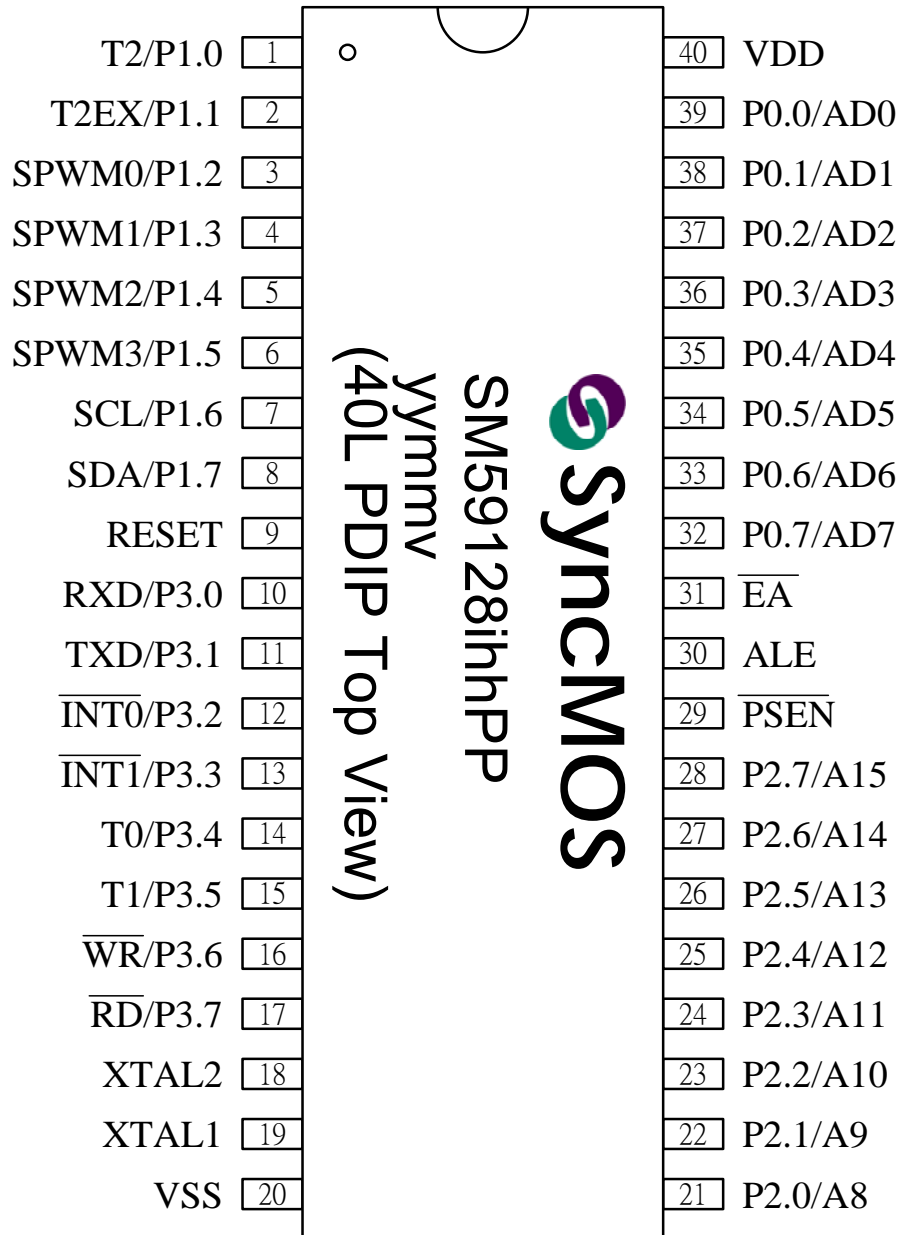 T2/P1.0 1
T2EX/P1.1 2
SPWM0/P1.2 3
SPWM1/P1.3 4
SPWM2/P1.4 5
SPWM3/P1.5 6
SCL/P1.6 7
SDA/P1.7 8
RESET 9
RXD/P3.0 10
TXD/P3.1 11
I̅N̅T̅0̅/P3.2 12
I̅N̅T̅1̅/P3.3 13
T0/P3.4 14
T1/P3.5 15
W̅R̅/P3.6 16
R̅D̅/P3.7 17
XTAL2 18
XTAL1 19
VSS 20
SyncMOS
SM59128ihhPP
yymmv
(40L PDIP Top View)
40 VDD
39 P0.0/AD0
38 P0.1/AD1
37 P0.2/AD2
36 P0.3/AD3
35 P0.4/AD4
34 P0.5/AD5
33 P0.6/AD6
32 P0.7/AD7
31 E̅A̅
30 ALE
29 P̅S̅E̅N̅
28 P2.7/A15
27 P2.6/A14
26 P2.5/A13
25 P2.4/A12
24 P2.3/A11
23 P2.2/A10
22 P2.1/A9
21 P2.0/A8